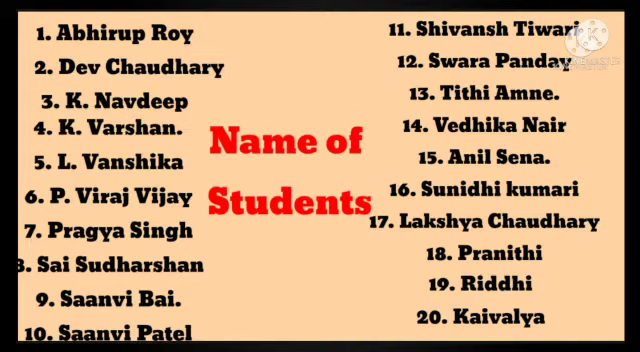 1. Abhirup Roy
2. Dev Chaudhary
3. K. Navdeep
4. K. Varshan.
5. L. Vanshika
6. P. Viraj Vijay
7. Pragya Singh
8. Sai Sudharshan
9. Saanvi Bai.
10. Saanvi Patel
Name of
Students
11. Shivansh Tiwari
12. Swara Panday
13. Tithi Amne.
14. Vedhika Nair
15. Anil Sena.
16. Sunidhi kumari
17. Lakshya Chaudhary
18. Pranithi
19. Riddhi
20. Kaivalya
K